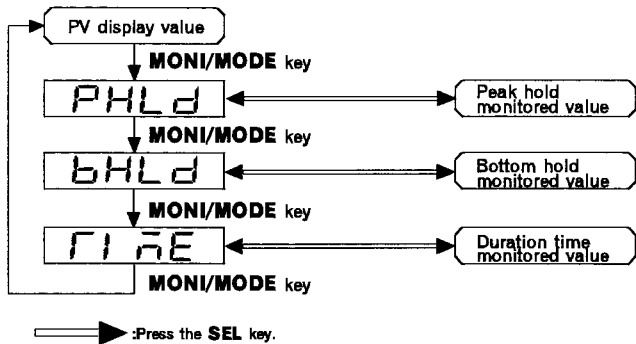 PV display value
MONI/MODE key
PHLd
Peak hold
monitored value
MONI/MODE key
bHLd
Bottom hold
monitored value
MONI/MODE key
TImE
Duration time
monitored value
MONI/MODE key
:Press the SEL key.